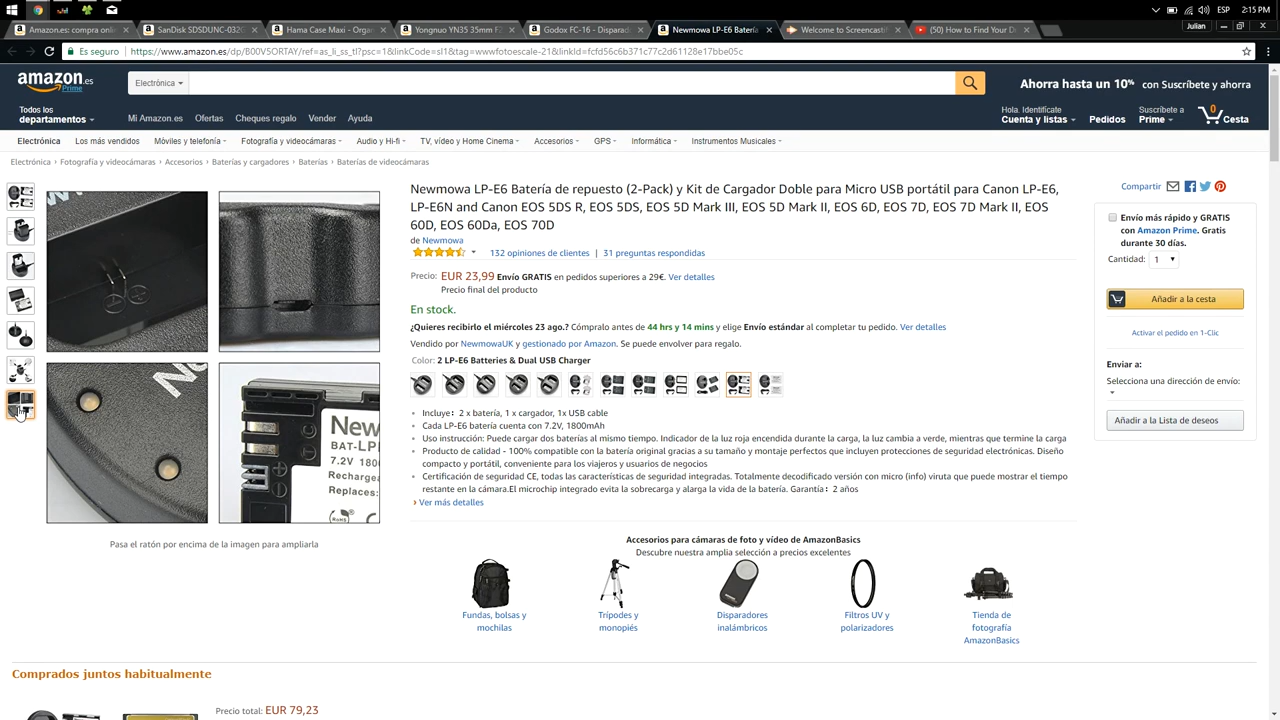 ESP 2:15 PM
Amazon.es: compra onlin
SanDisk SDSDUNC-032G
Hama Case Maxi - Organ
Yongnuo YN35 35mm F2
Godox FC-16 - Disparad
Newmowa LP-E6 Batería
Welcome to Screencastif
(50) How to Find Your D
Julian
Es seguro https://www.amazon.es/dp/B00V5ORTAY/ref=as_li_ss_tl?psc=1&linkCode=sl1&tag=wwwfotoescale-21&linkId=fcfd56c6b371c77c2d61128e17bbe05c
amazon.es
Prime
Electrónica
Ahorra hasta un 10% con Suscríbete y ahorra
Todos los
departamentos
Mi Amazon.es Ofertas Cheques regalo Vender Ayuda
Hola. Identifícate
Cuenta y listas
Pedidos
Suscríbete a
Prime
0
Cesta
Electrónica Los más vendidos Móviles y telefonía Fotografía y videocámaras Audio y Hi-fi TV, vídeo y Home Cinema Accesorios GPS Informática Instrumentos Musicales
Electrónica › Fotografía y videocámaras › Accesorios › Baterías y cargadores › Baterías › Baterías de videocámaras
Newmowa LP-E6 Batería de repuesto (2-Pack) y Kit de Cargador Doble para Micro USB portátil para Canon LP-E6,
LP-E6N and Canon EOS 5DS R, EOS 5DS, EOS 5D Mark III, EOS 5D Mark II, EOS 6D, EOS 7D, EOS 7D Mark II, EOS
60D, EOS 60Da, EOS 70D
de Newmowa
132 opiniones de clientes | 31 preguntas respondidas
Precio: EUR 23,99 Envío GRATIS en pedidos superiores a 29€. Ver detalles
Precio final del producto
En stock.
¿Quieres recibirlo el miércoles 23 ago.? Cómpralo antes de 44 hrs y 14 mins y elige Envío estándar al completar tu pedido. Ver detalles
Vendido por NewmowaUK y gestionado por Amazon. Se puede envolver para regalo.
Color: 2 LP-E6 Batteries & Dual USB Charger
Incluye: 2 x batería, 1 x cargador, 1x USB cable
Cada LP-E6 batería cuenta con 7.2V, 1800mAh
Uso instrucción: Puede cargar dos baterías al mismo tiempo. Indicador de la luz roja encendida durante la carga, la luz cambia a verde, mientras que termine la carga
Producto de calidad - 100% compatible con la batería original gracias a su tamaño y montaje perfectos que incluyen protecciones de seguridad electrónicas. Diseño
compacto y portátil, conveniente para los viajeros y usuarios de negocios
Certificación de seguridad CE, todas las características de seguridad integradas. Totalmente decodificado versión con micro (info) viruta que puede mostrar el tiempo
restante en la cámara.El microchip integrado evita la sobrecarga y alarga la vida de la batería. Garantía: 2 años
› Ver más detalles
New
BAT-LP
7.2V 180
Rechargea
Replaces:
RoHS
Pasa el ratón por encima de la imagen para ampliarla
Compartir
Envío más rápido y GRATIS
con Amazon Prime. Gratis
durante 30 días.
Cantidad: 1
Añadir a la cesta
Activar el pedido en 1-Clic
Enviar a:
Selecciona una dirección de envío:
Añadir a la Lista de deseos
Accesorios para cámaras de foto y vídeo de AmazonBasics
Descubre nuestra amplia selección a precios excelentes
Fundas, bolsas y
mochilas
Trípodes y
monopiés
Disparadores
inalámbricos
Filtros UV y
polarizadores
Tienda de
fotografía
AmazonBasics
Comprados juntos habitualmente
Precio total: EUR 79,23